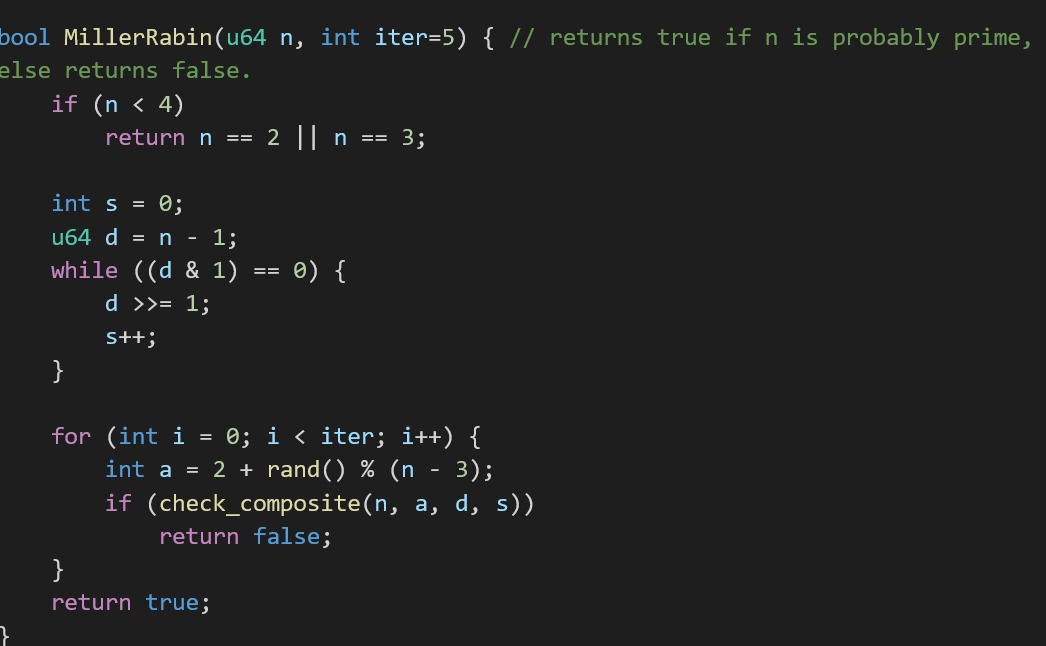 bool MillerRabin(u64 n, int iter=5) { // returns true if n is probably prime,
else returns false.
    if (n < 4)
        return n == 2 || n == 3;

    int s = 0;
    u64 d = n - 1;
    while ((d & 1) == 0) {
        d >>= 1;
        s++;
    }

    for (int i = 0; i < iter; i++) {
        int a = 2 + rand() % (n - 3);
        if (check_composite(n, a, d, s))
            return false;
    }
    return true;
}